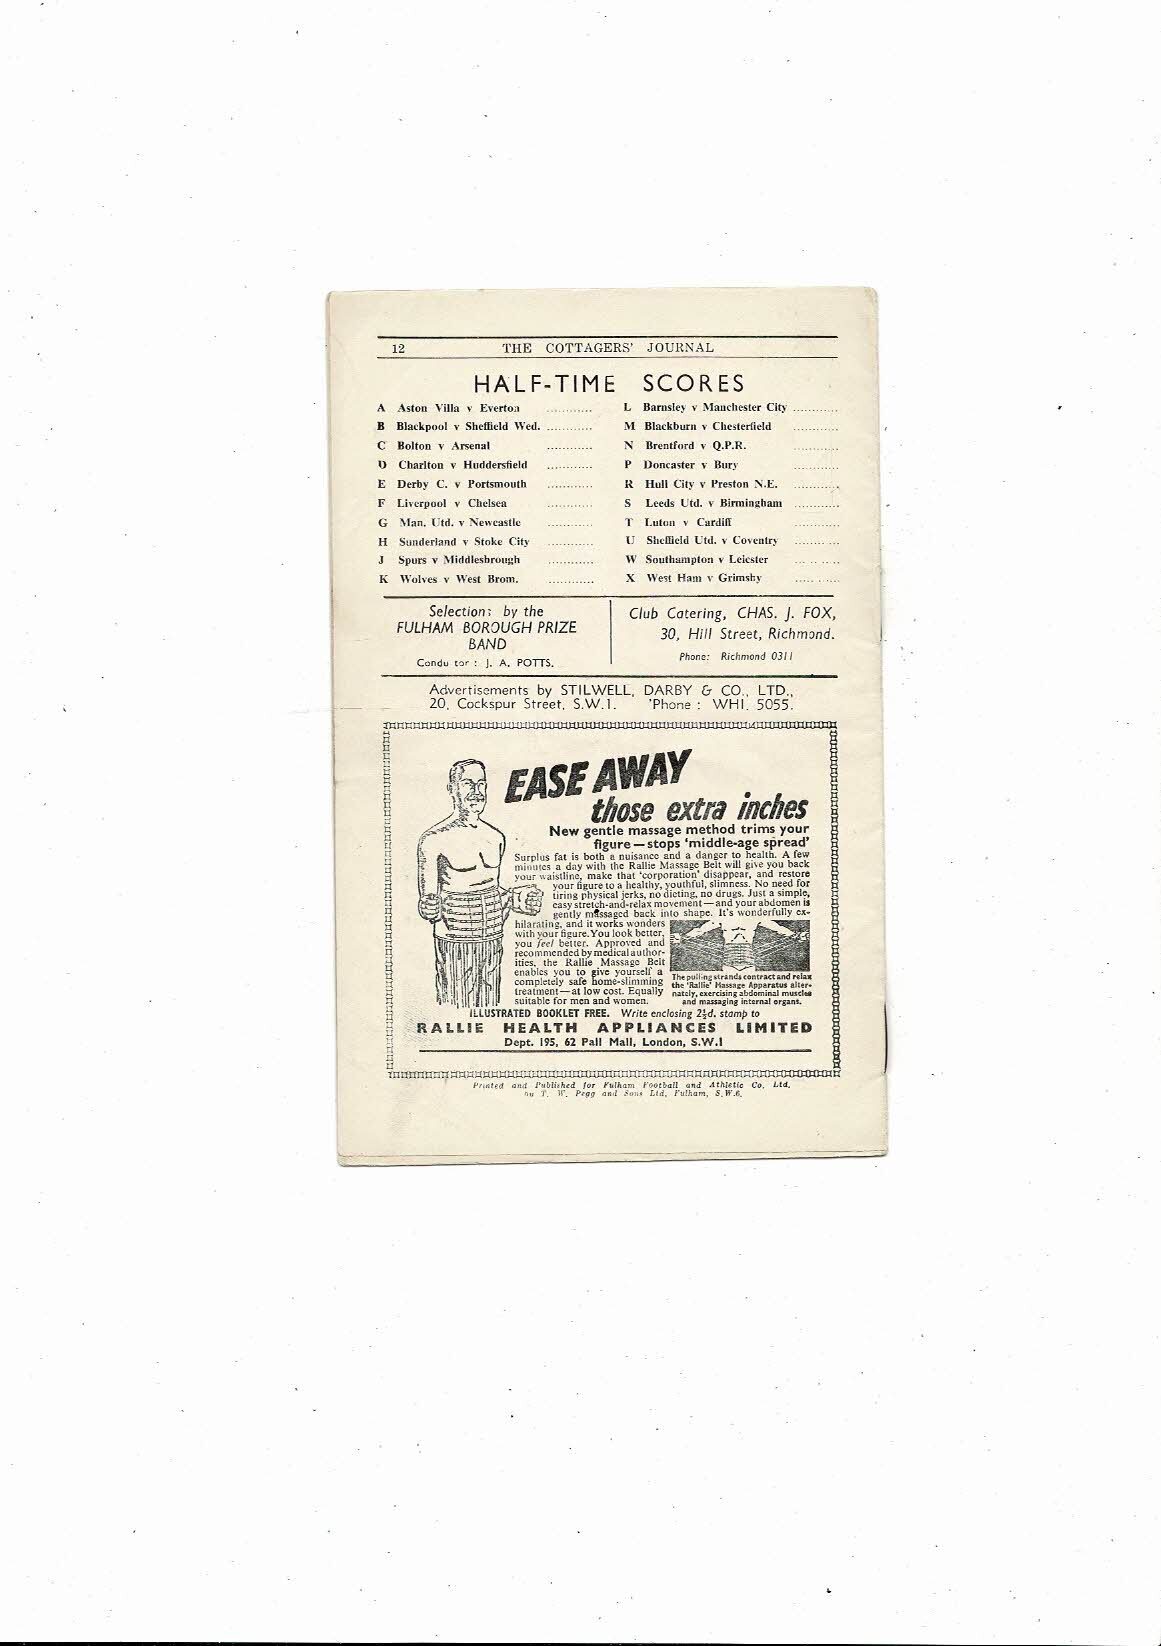 12 THE COTTAGERS' JOURNAL
HALF-TIME SCORES
A Aston Villa v Everton ............
B Blackpool v Sheffield Wed. ............
C Bolton v Arsenal ............
D Charlton v Huddersfield ............
E Derby C. v Portsmouth ............
F Liverpool v Chelsea ............
G Man. Utd. v Newcastle ............
H Sunderland v Stoke City ............
J Spurs v Middlesbrough ............
K Wolves v West Brom. ............
L Barnsley v Manchester City ............
M Blackburn v Chesterfield ............
N Brentford v Q.P.R. ............
P Doncaster v Bury ............
R Hull City v Preston N.E. ............
S Leeds Utd. v Birmingham ............
T Luton v Cardiff ............
U Sheffield Utd. v Coventry ............
W Southampton v Leicester ............
X West Ham v Grimsby ............
Selections by the
FULHAM BOROUGH PRIZE
BAND
Condu tor : J. A. POTTS.
Club Catering, CHAS. J. FOX,
30, Hill Street, Richmond.
Phone: Richmond 0311
Advertisements by STILWELL, DARBY & CO., LTD.,
20, Cockspur Street, S.W.1. 'Phone : WHI. 5055.
EASE AWAY
those extra inches
New gentle massage method trims your
figure—stops 'middle-age spread'
Surplus fat is both a nuisance and a danger to health. A few
minutes a day with the Rallie Massage Belt will give you back
your waistline, make that 'corporation' disappear, and restore
your figure to a healthy, youthful, slimness. No need for
tiring physical jerks, no dieting, no drugs. Just a simple,
easy stretch-and-relax movement—and your abdomen is
gently massaged back into shape. It's wonderfully ex-
hilarating, and it works wonders
with your figure. You look better,
you feel better. Approved and
recommended by medical author-
ities, the Rallie Massage Belt
enables you to give yourself a
completely safe home-slimming
treatment—at low cost. Equally
suitable for men and women.
The pulling strands contract and relax
the 'Rallie' Massage Apparatus alter-
nately, exercising abdominal muscles
and massaging internal organs.
ILLUSTRATED BOOKLET FREE. Write enclosing 2½d. stamp to
RALLIE HEALTH APPLIANCES LIMITED
Dept. 195, 62 Pall Mall, London, S.W.1
Printed and Published for Fulham Football and Athletic Co. Ltd.
by T. W. Pegg and Sons Ltd, Fulham, S.W.6.